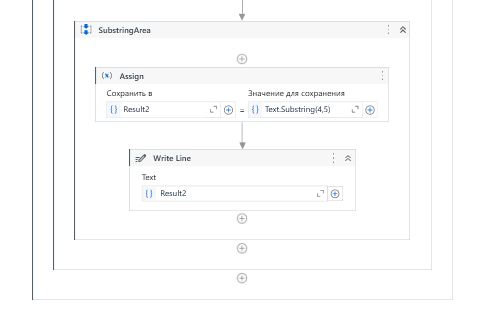 SubstringArea
Assign
Сохранить в
Значение для сохранения
Result2 = Text.Substring(4,5)
Write Line
Text
Result2